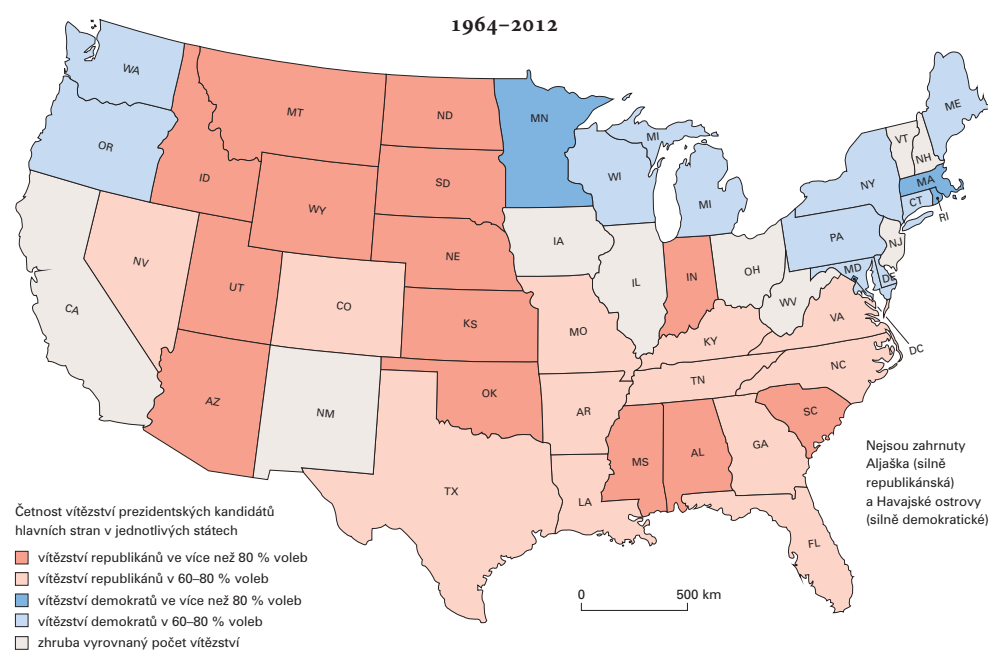 1964–2012
WA
OR
CA
NV
ID
MT
WY
UT
AZ
CO
NM
ND
SD
NE
KS
OK
TX
MN
IA
MO
AR
LA
WI
IL
MI
MI
IN
OH
KY
TN
MS
AL
GA
FL
SC
NC
VA
WV
PA
NY
VT
NH
ME
MA
CT
RI
NJ
MD
DE
DC
Nejsou zahrnuty
Aljaška (silně
republikánská)
a Havajské ostrovy
(silně demokratické)
Četnost vítězství prezidentských kandidátů
hlavních stran v jednotlivých státech
vítězství republikánů ve více než 80 % voleb
vítězství republikánů v 60–80 % voleb
vítězství demokratů ve více než 80 % voleb
vítězství demokratů v 60–80 % voleb
zhruba vyrovnaný počet vítězství
0 500 km